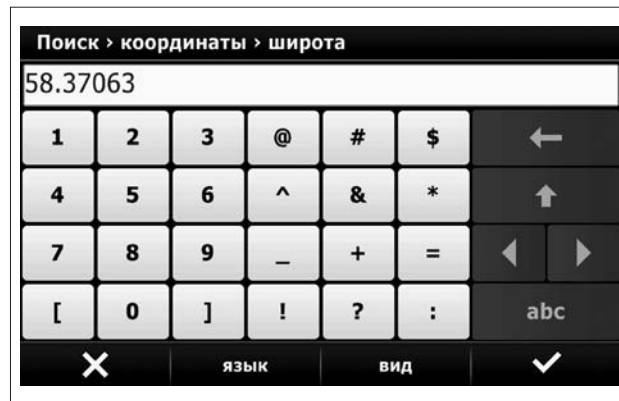 Поиск › координаты › широта
58.37063
1 2 3 @ # $
4 5 6 ^ & *
7 8 9 _ + =
[ 0 ] ! ? : abc
язык вид